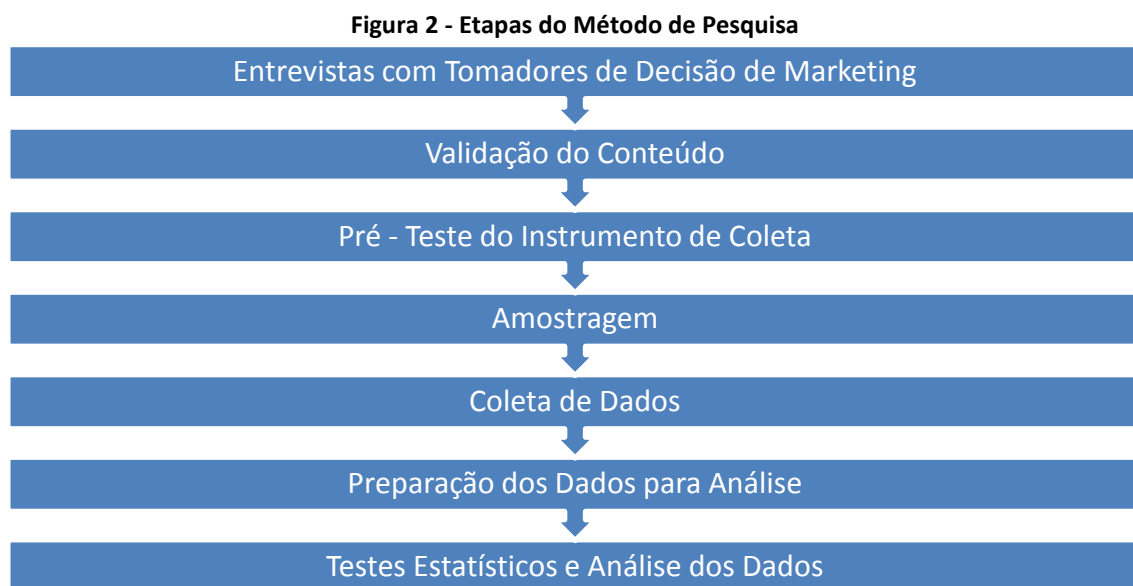 Figura 2 - Etapas do Método de Pesquisa
Entrevistas com Tomadores de Decisão de Marketing
Validação do Conteúdo
Pré - Teste do Instrumento de Coleta
Amostragem
Coleta de Dados
Preparação dos Dados para Análise
Testes Estatísticos e Análise dos Dados